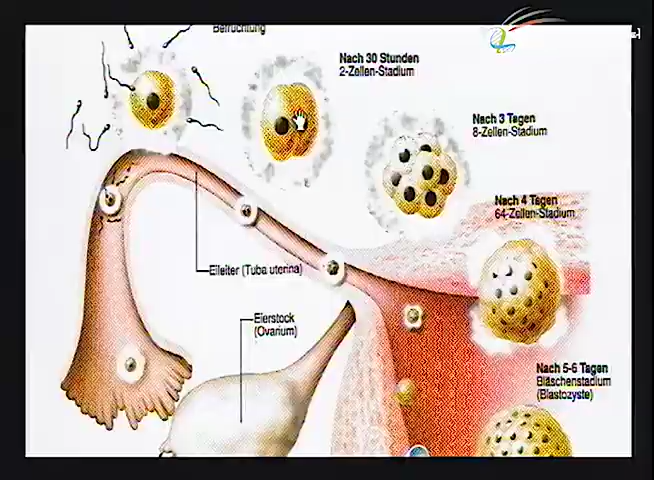 Befruchtung
Nach 30 Stunden
2-Zellen-Stadium
Nach 3 Tagen
8-Zellen-Stadium
Nach 4 Tagen
64-Zellen-Stadium
Eileiter (Tuba uterina)
Eierstock
(Ovarium)
Nach 5-6 Tagen
Bläschenstadium
(Blastozyste)